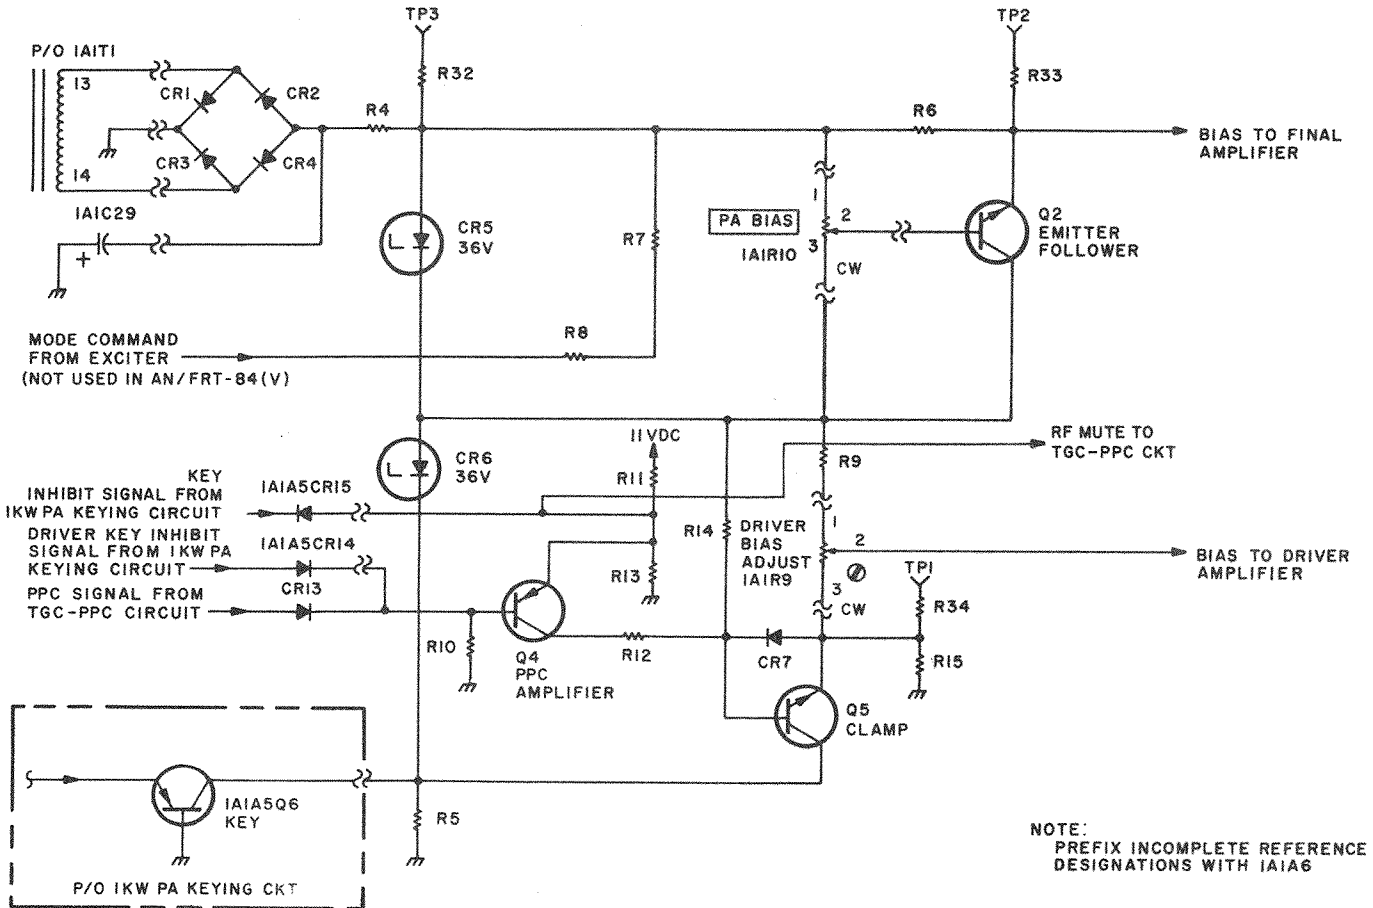 TP3
TP2
P/O 1A1T1
13
CR1
CR2
R32
R33
R4
R6
BIAS TO FINAL
AMPLIFIER
CR3
CR4
14
1A1C29
+
CR5
36V
R7
1
PA BIAS
2
3
1A1R10
CW
Q2
EMITTER
FOLLOWER
MODE COMMAND
FROM EXCITER
(NOT USED IN AN/FRT-84(V)
R8
11VDC
RF MUTE TO
TGC-PPC CKT
CR6
36V
R11
R9
KEY
INHIBIT SIGNAL FROM
1KW PA KEYING CIRCUIT
1A1A5CR15
DRIVER KEY INHIBIT
SIGNAL FROM 1KW PA
KEYING CIRCUIT
1A1A5CR14
R14
DRIVER
BIAS
ADJUST
1A1R9
1
2
3
CW
BIAS TO DRIVER
AMPLIFIER
TP1
R34
PPC SIGNAL FROM
TGC-PPC CIRCUIT
CR13
R13
R10
Q4
PPC
AMPLIFIER
R12
CR7
R15
Q5
CLAMP
1A1A5Q6
KEY
R5
P/O 1KW PA KEYING CKT
NOTE:
PREFIX INCOMPLETE REFERENCE
DESIGNATIONS WITH 1A1A6